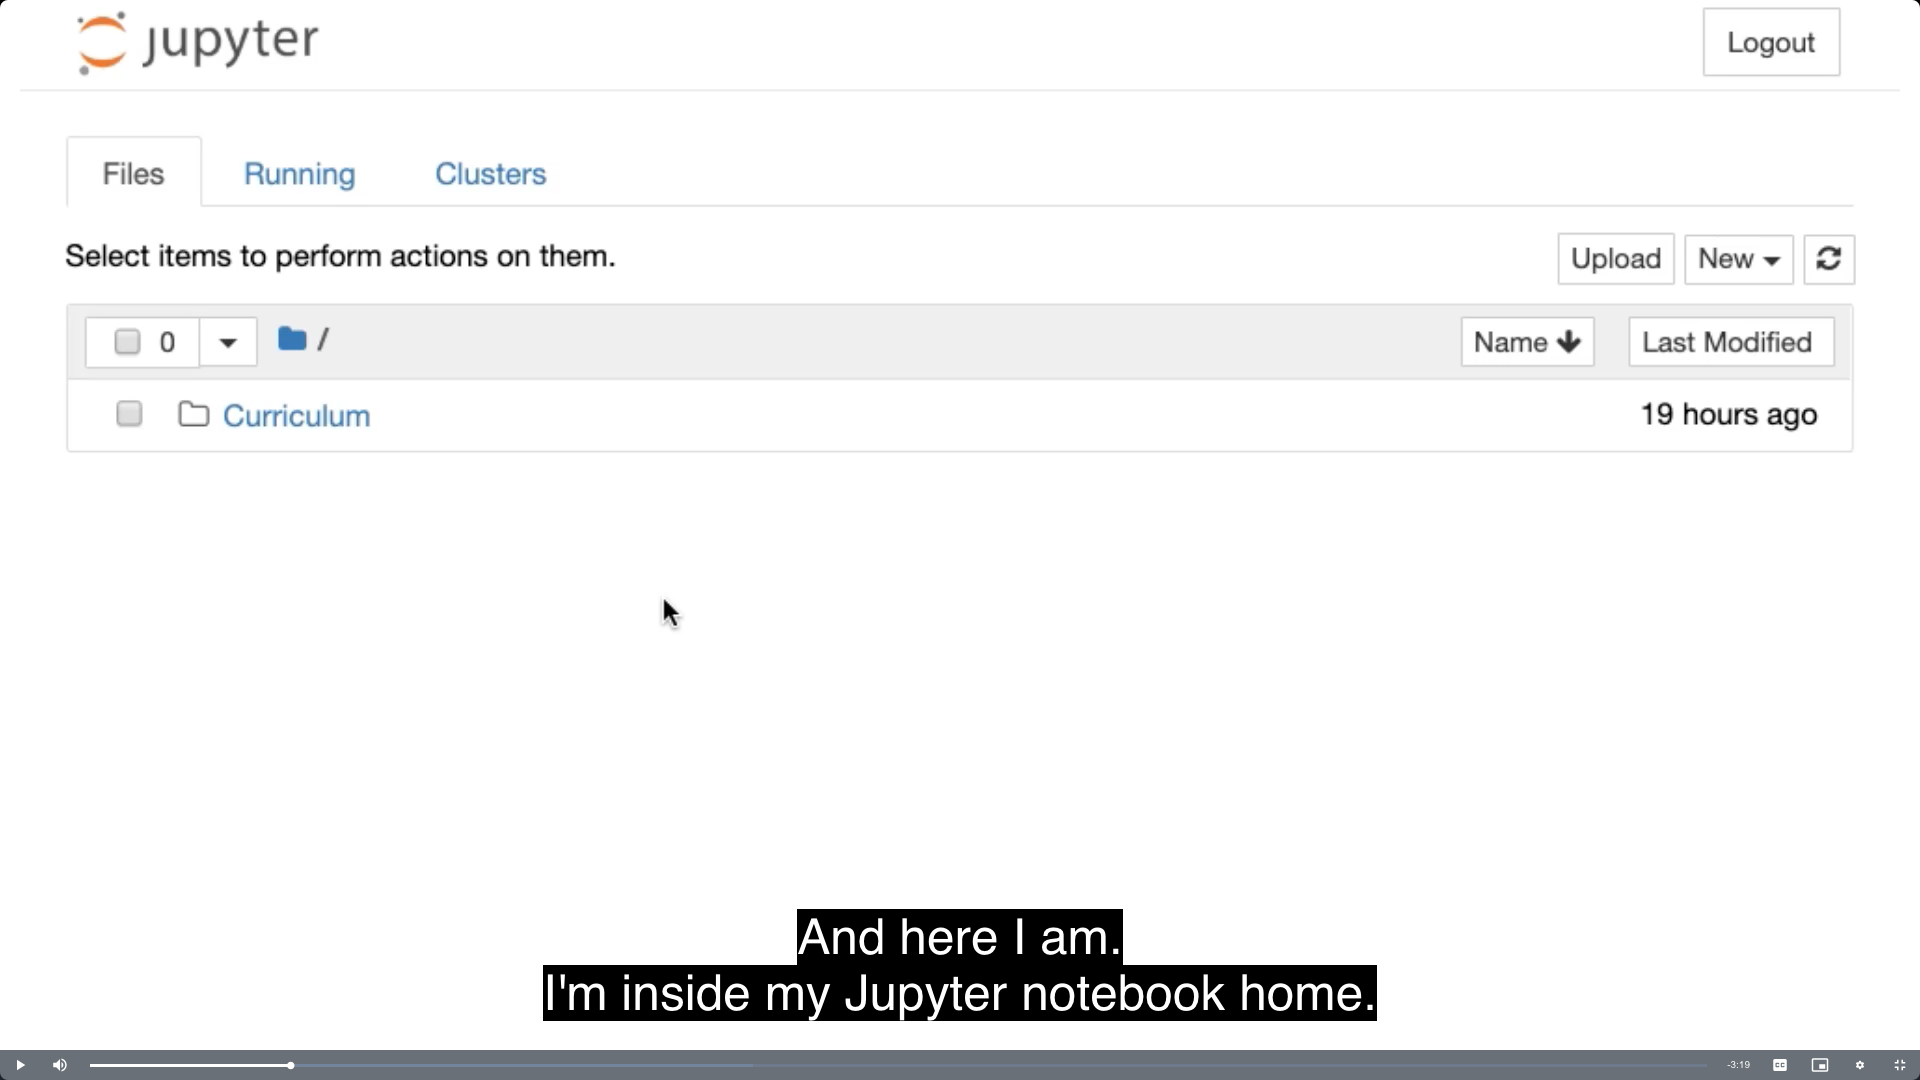 jupyter
Logout
Files Running Clusters
Select items to perform actions on them.
Upload New
0 / Name Last Modified
Curriculum 19 hours ago
And here I am.
I'm inside my Jupyter notebook home.
-3:19 CC